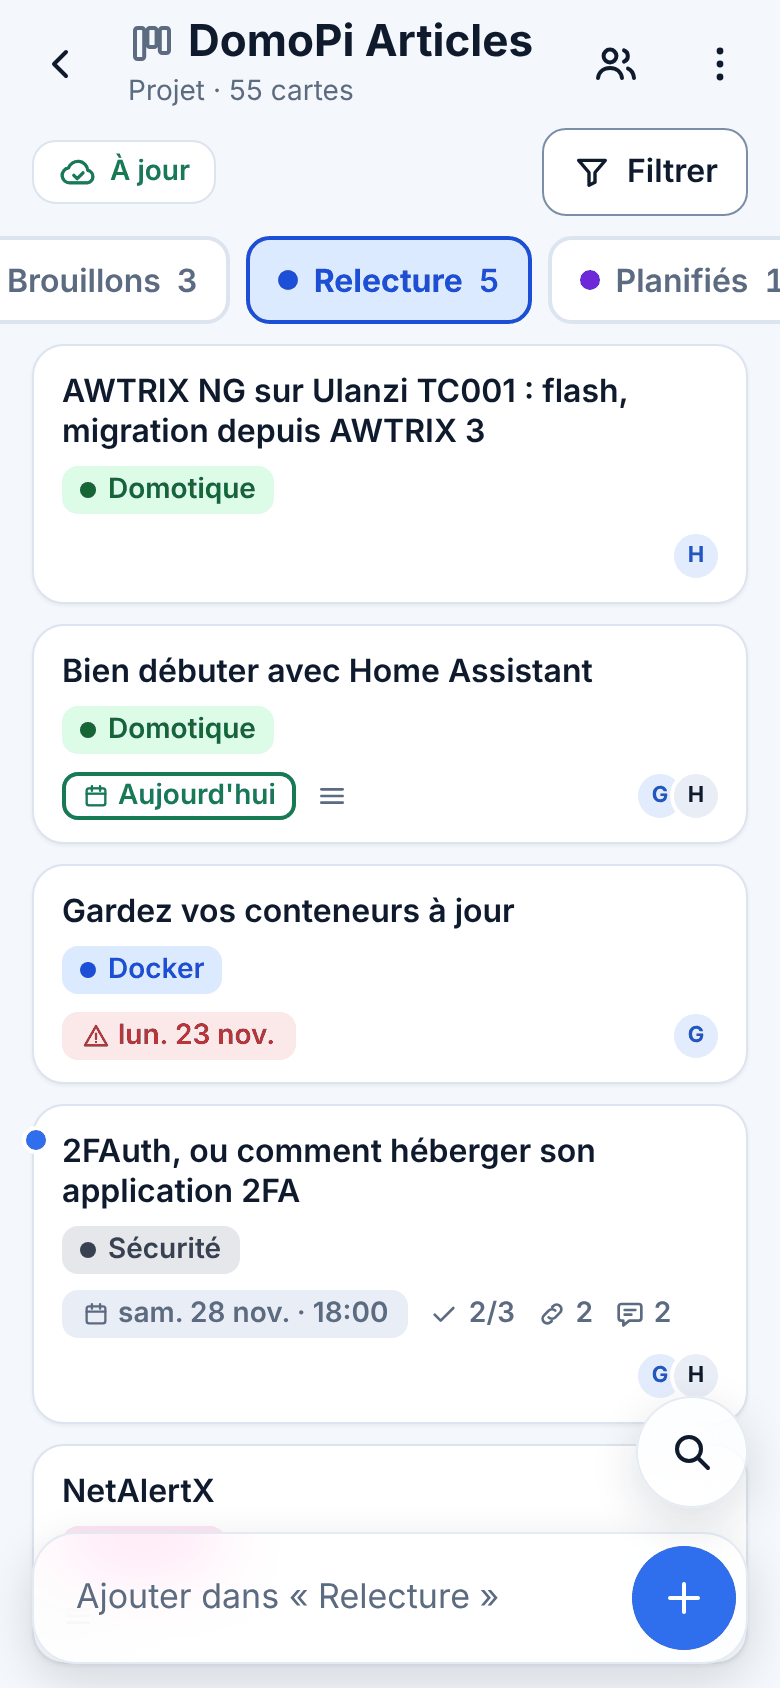 DomoPi Articles
Projet · 55 cartes
À jour
Filtrer
Brouillons 3
Relecture 5
Planifiés 1
AWTRIX NG sur Ulanzi TC001 : flash,
migration depuis AWTRIX 3
Domotique
H
Bien débuter avec Home Assistant
Domotique
Aujourd'hui
G H
Gardez vos conteneurs à jour
Docker
lun. 23 nov.
G
2FAuth, ou comment héberger son
application 2FA
Sécurité
sam. 28 nov. · 18:00 2/3 2 2
G H
NetAlertX
Ajouter dans « Relecture »